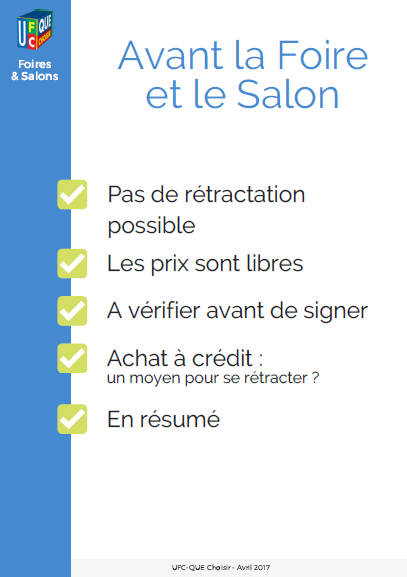 UFC
QUE
CHOISIR
Foires
& Salons
Avant la Foire
et le Salon
Pas de rétractation
possible
Les prix sont libres
A vérifier avant de signer
Achat à crédit :
un moyen pour se rétracter ?
En résumé
UFC-QUE Choisir - Avril 2017